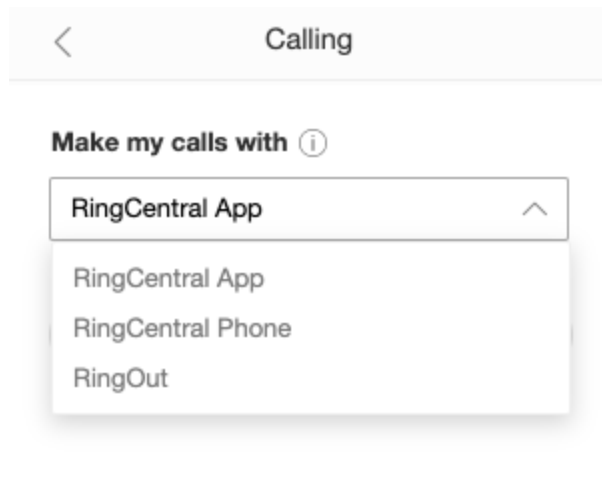 Calling
Make my calls with
RingCentral App
RingCentral App
RingCentral Phone
RingOut